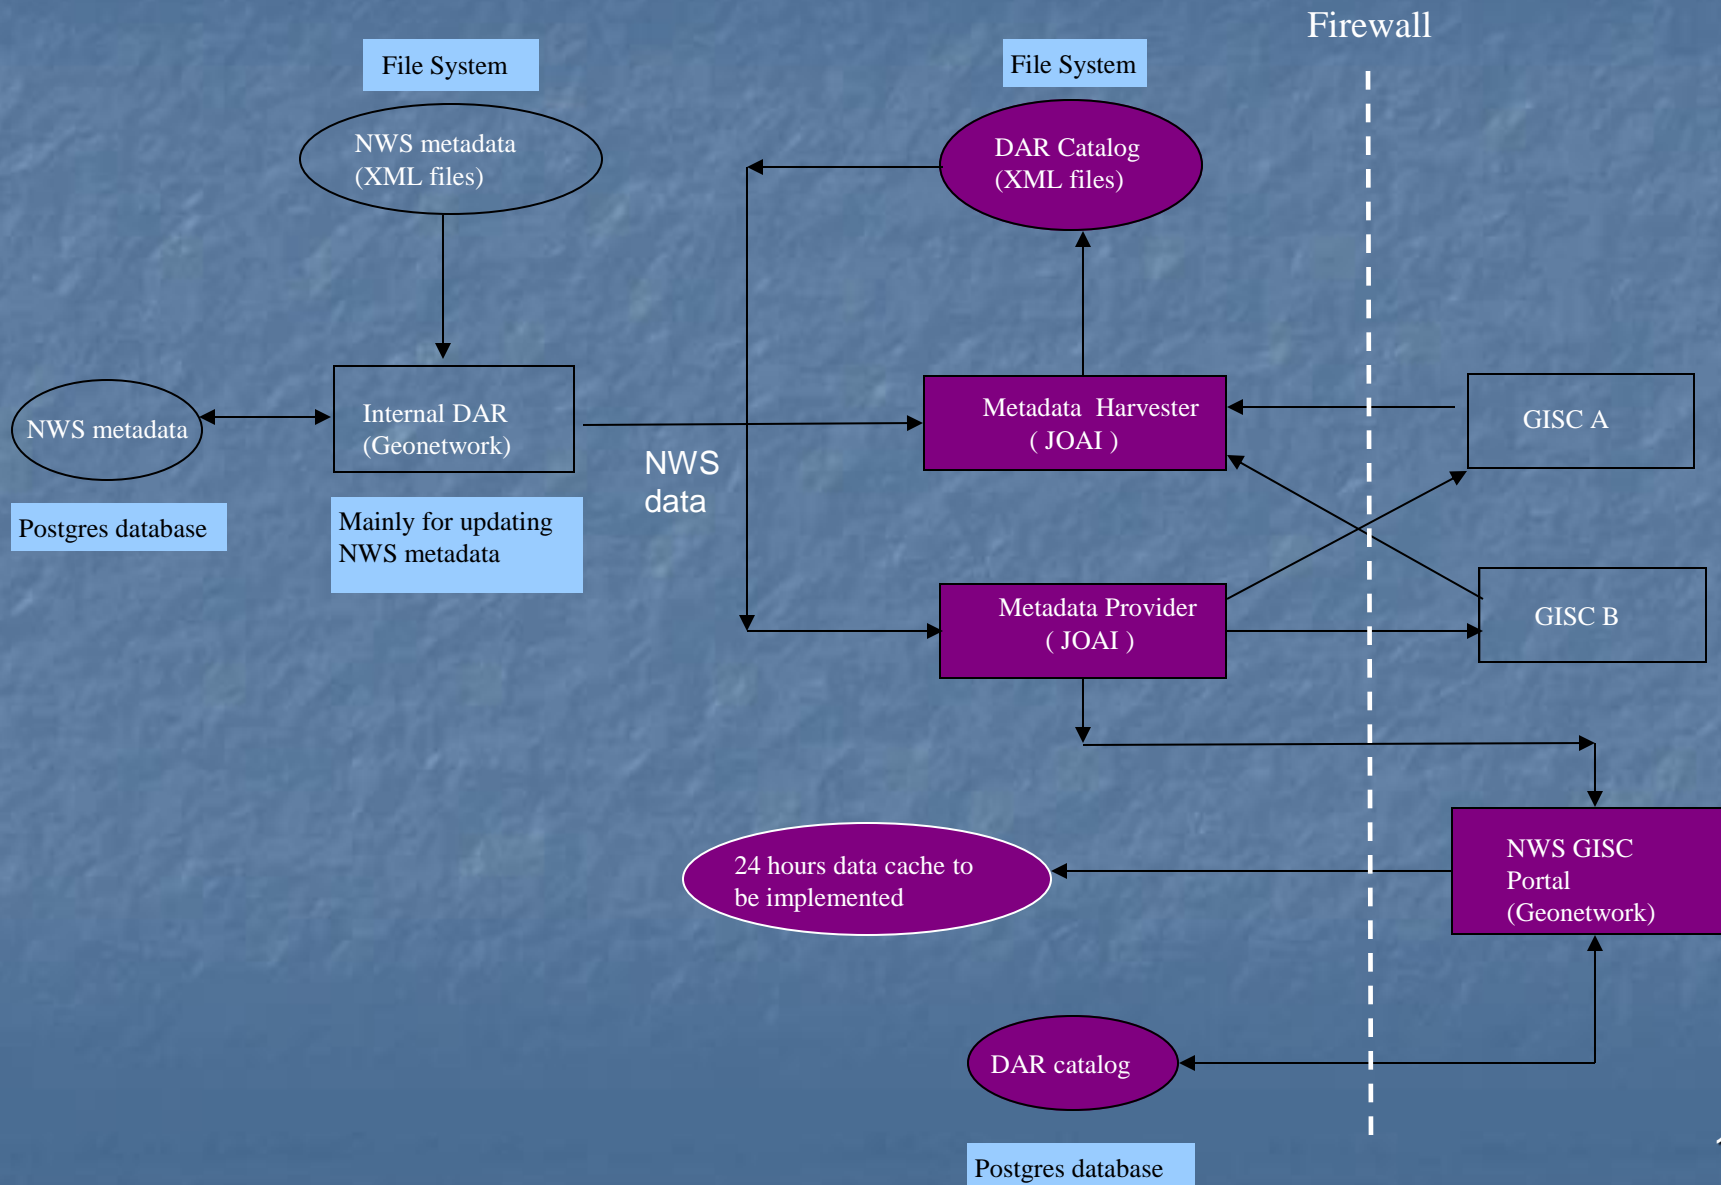 Firewall
File System
File System
NWS metadata
(XML files)
DAR Catalog
(XML files)
NWS metadata
Internal DAR
(Geonetwork)
Metadata Harvester
( JOAI )
GISC A
NWS
data
Postgres database
Mainly for updating
NWS metadata
Metadata Provider
( JOAI )
GISC B
24 hours data cache to
be implemented
NWS GISC
Portal
(Geonetwork)
DAR catalog
Postgres database